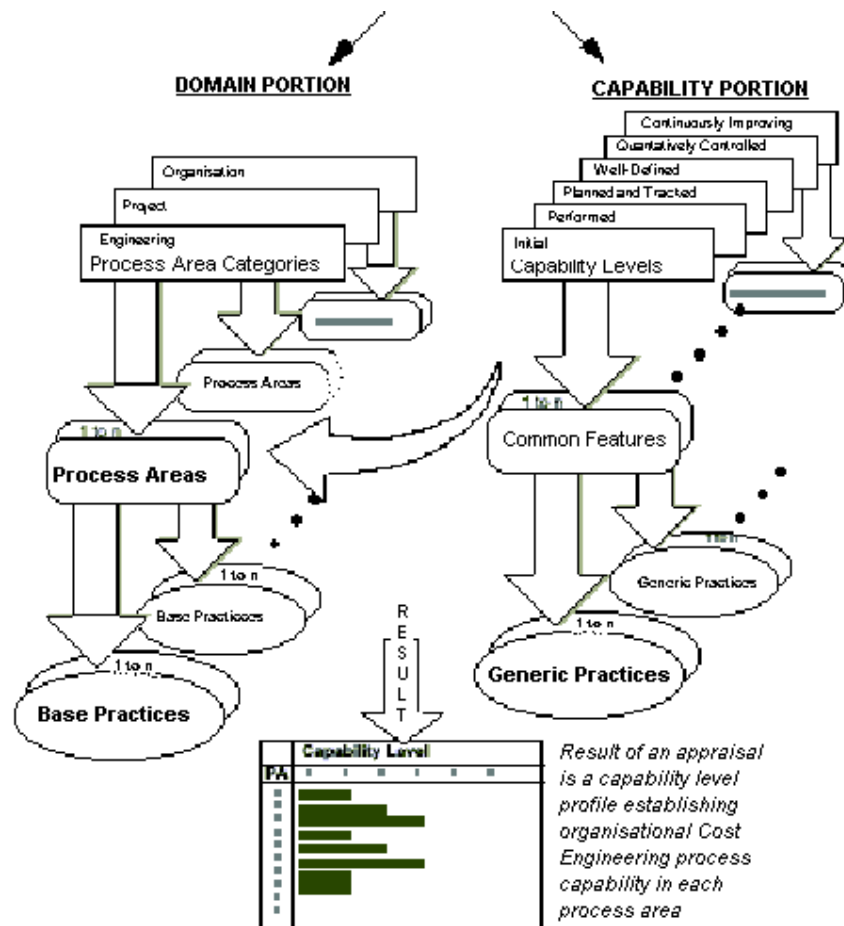 DOMAIN PORTION
CAPABILITY PORTION
Continuously Improving
Quantatively Controlled
Well-Defined
Planned and Tracked
Performed
Initial
Capability Levels
Organisation
Project
Engineering
Process Area Categories
Process Areas
1 to n
Process Areas
1 to n
Common Features
1 to n
Base Practices
1 to n
Base Practices
1 to n
Generic Practices
1 to n
Generic Practices
RESULT
Capability Level
PA
Result of an appraisal
is a capability level
profile establishing
organisational Cost
Engineering process
capability in each
process area